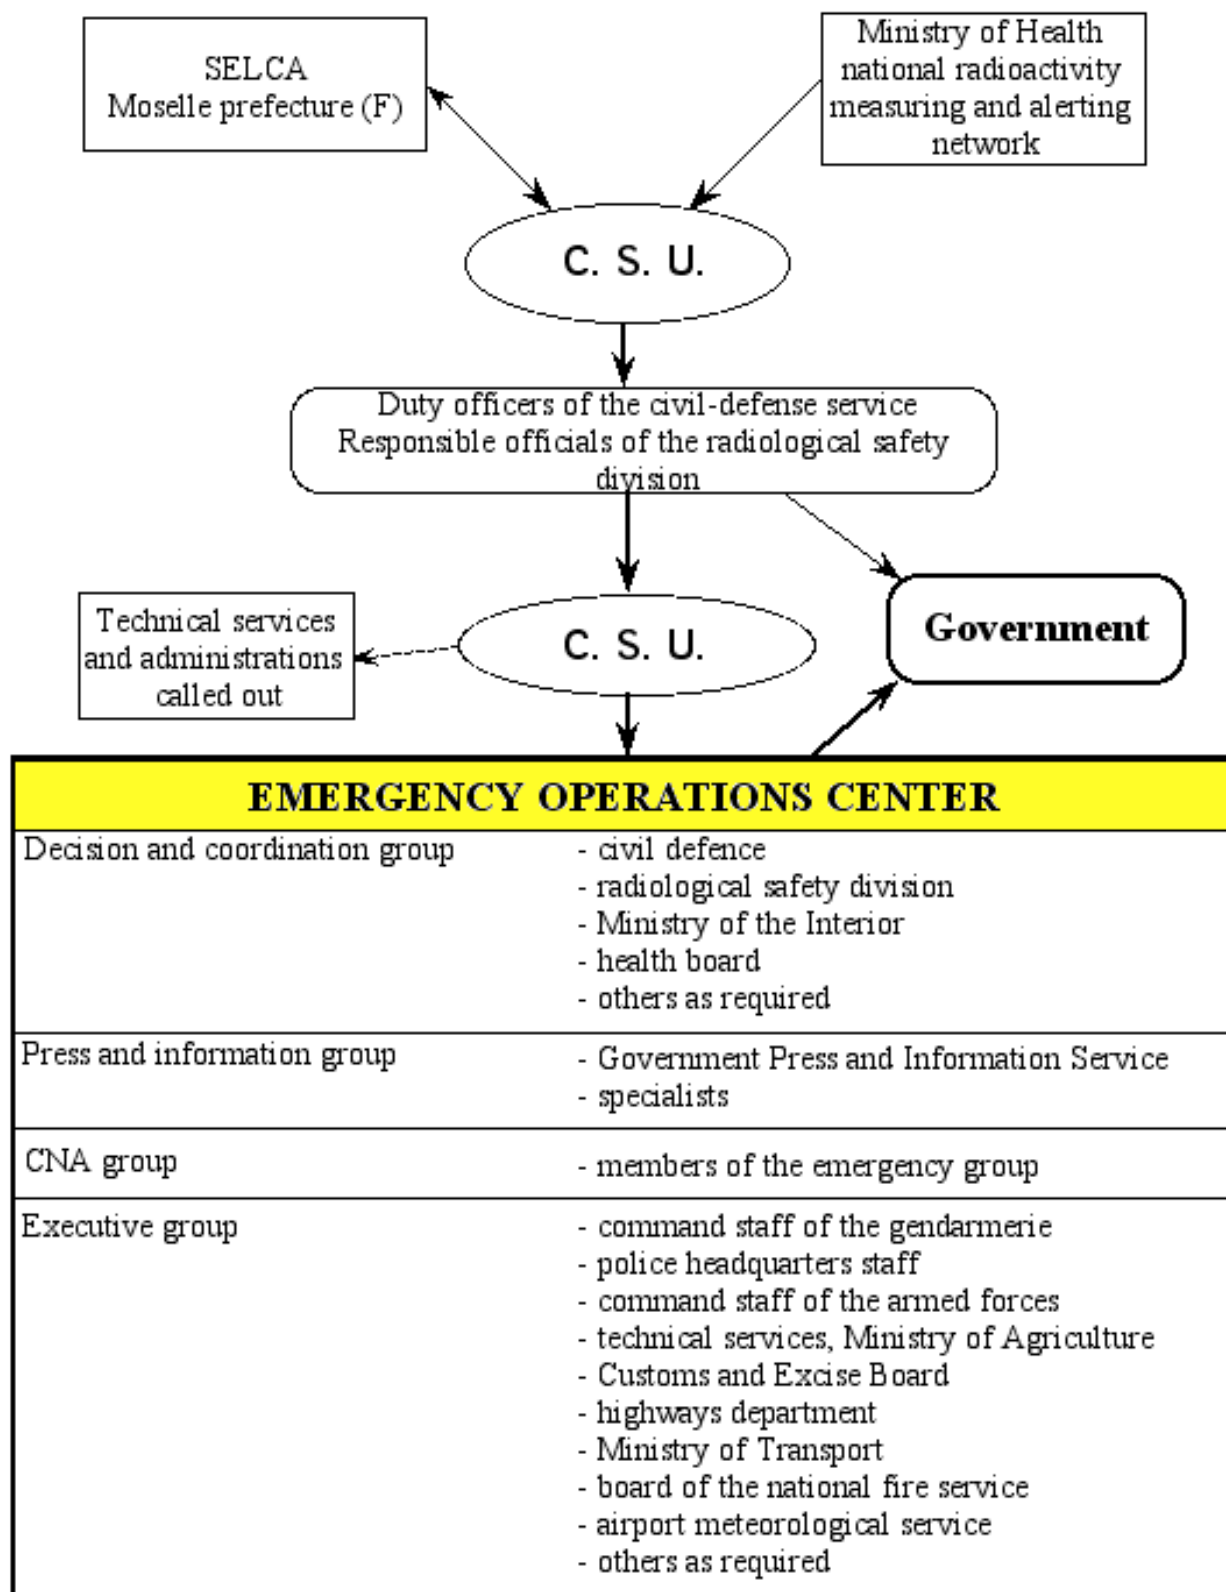 SELCA
Moselle prefecture (F)
Ministry of Health
national radioactivity
measuring and alerting
network
C. S. U.
Duty officers of the civil-defense service
Responsible officials of the radiological safety
division
Technical services
and administrations
called out
C. S. U.
Government
EMERGENCY OPERATIONS CENTER
Decision and coordination group
- civil defence
- radiological safety division
- Ministry of the Interior
- health board
- others as required
Press and information group
- Government Press and Information Service
- specialists
CNA group
- members of the emergency group
Executive group
- command staff of the gendarmerie
- police headquarters staff
- command staff of the armed forces
- technical services, Ministry of Agriculture
- Customs and Excise Board
- highways department
- Ministry of Transport
- board of the national fire service
- airport meteorological service
- others as required